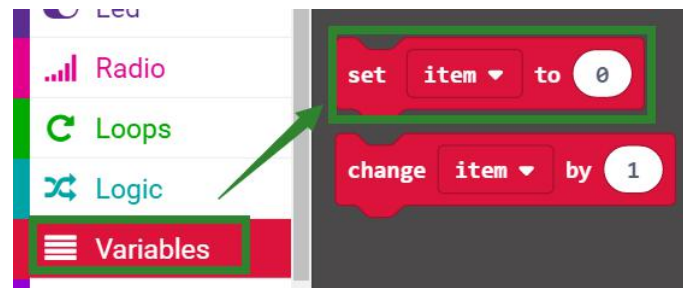 Led
Radio
Loops
Logic
Variables
set item to 0
change item by 1